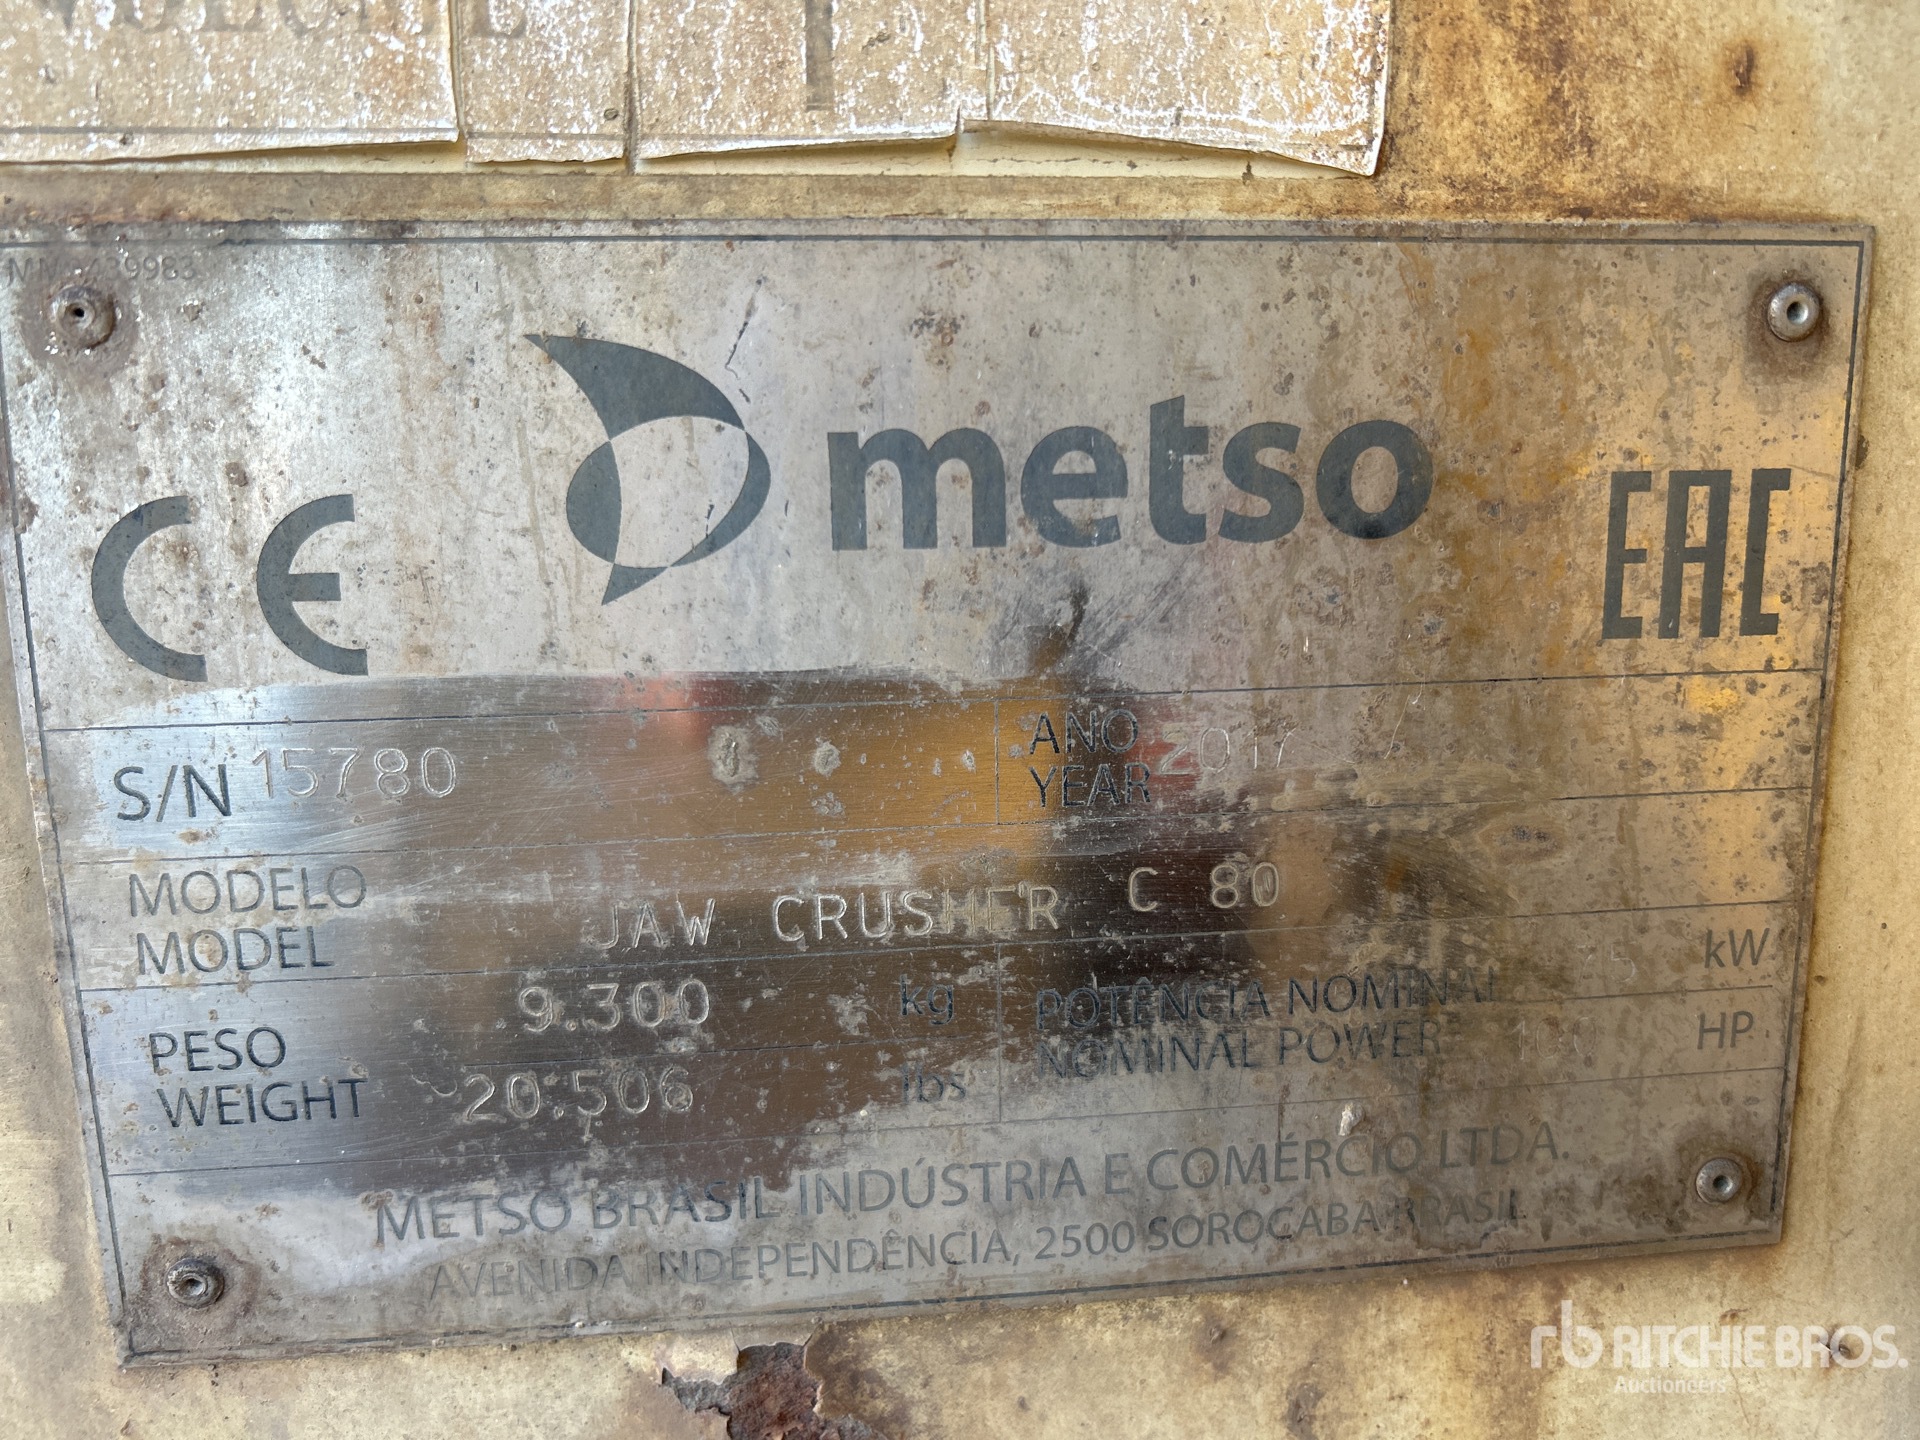 CE
metso
EAC
S/N 15780
ANO
YEAR 2017
MODELO
MODEL
JAW CRUSHER C 80
PESO
WEIGHT
9.300 kg
20.506 lbs
POTÊNCIA NOMINAL
NOMINAL POWER
kW
HP
METSO BRASIL INDÚSTRIA E COMÉRCIO LTDA.
AVENIDA INDEPENDÊNCIA, 2500 SOROCABA BRASIL
rb RITCHIE BROS.
Auctioneers